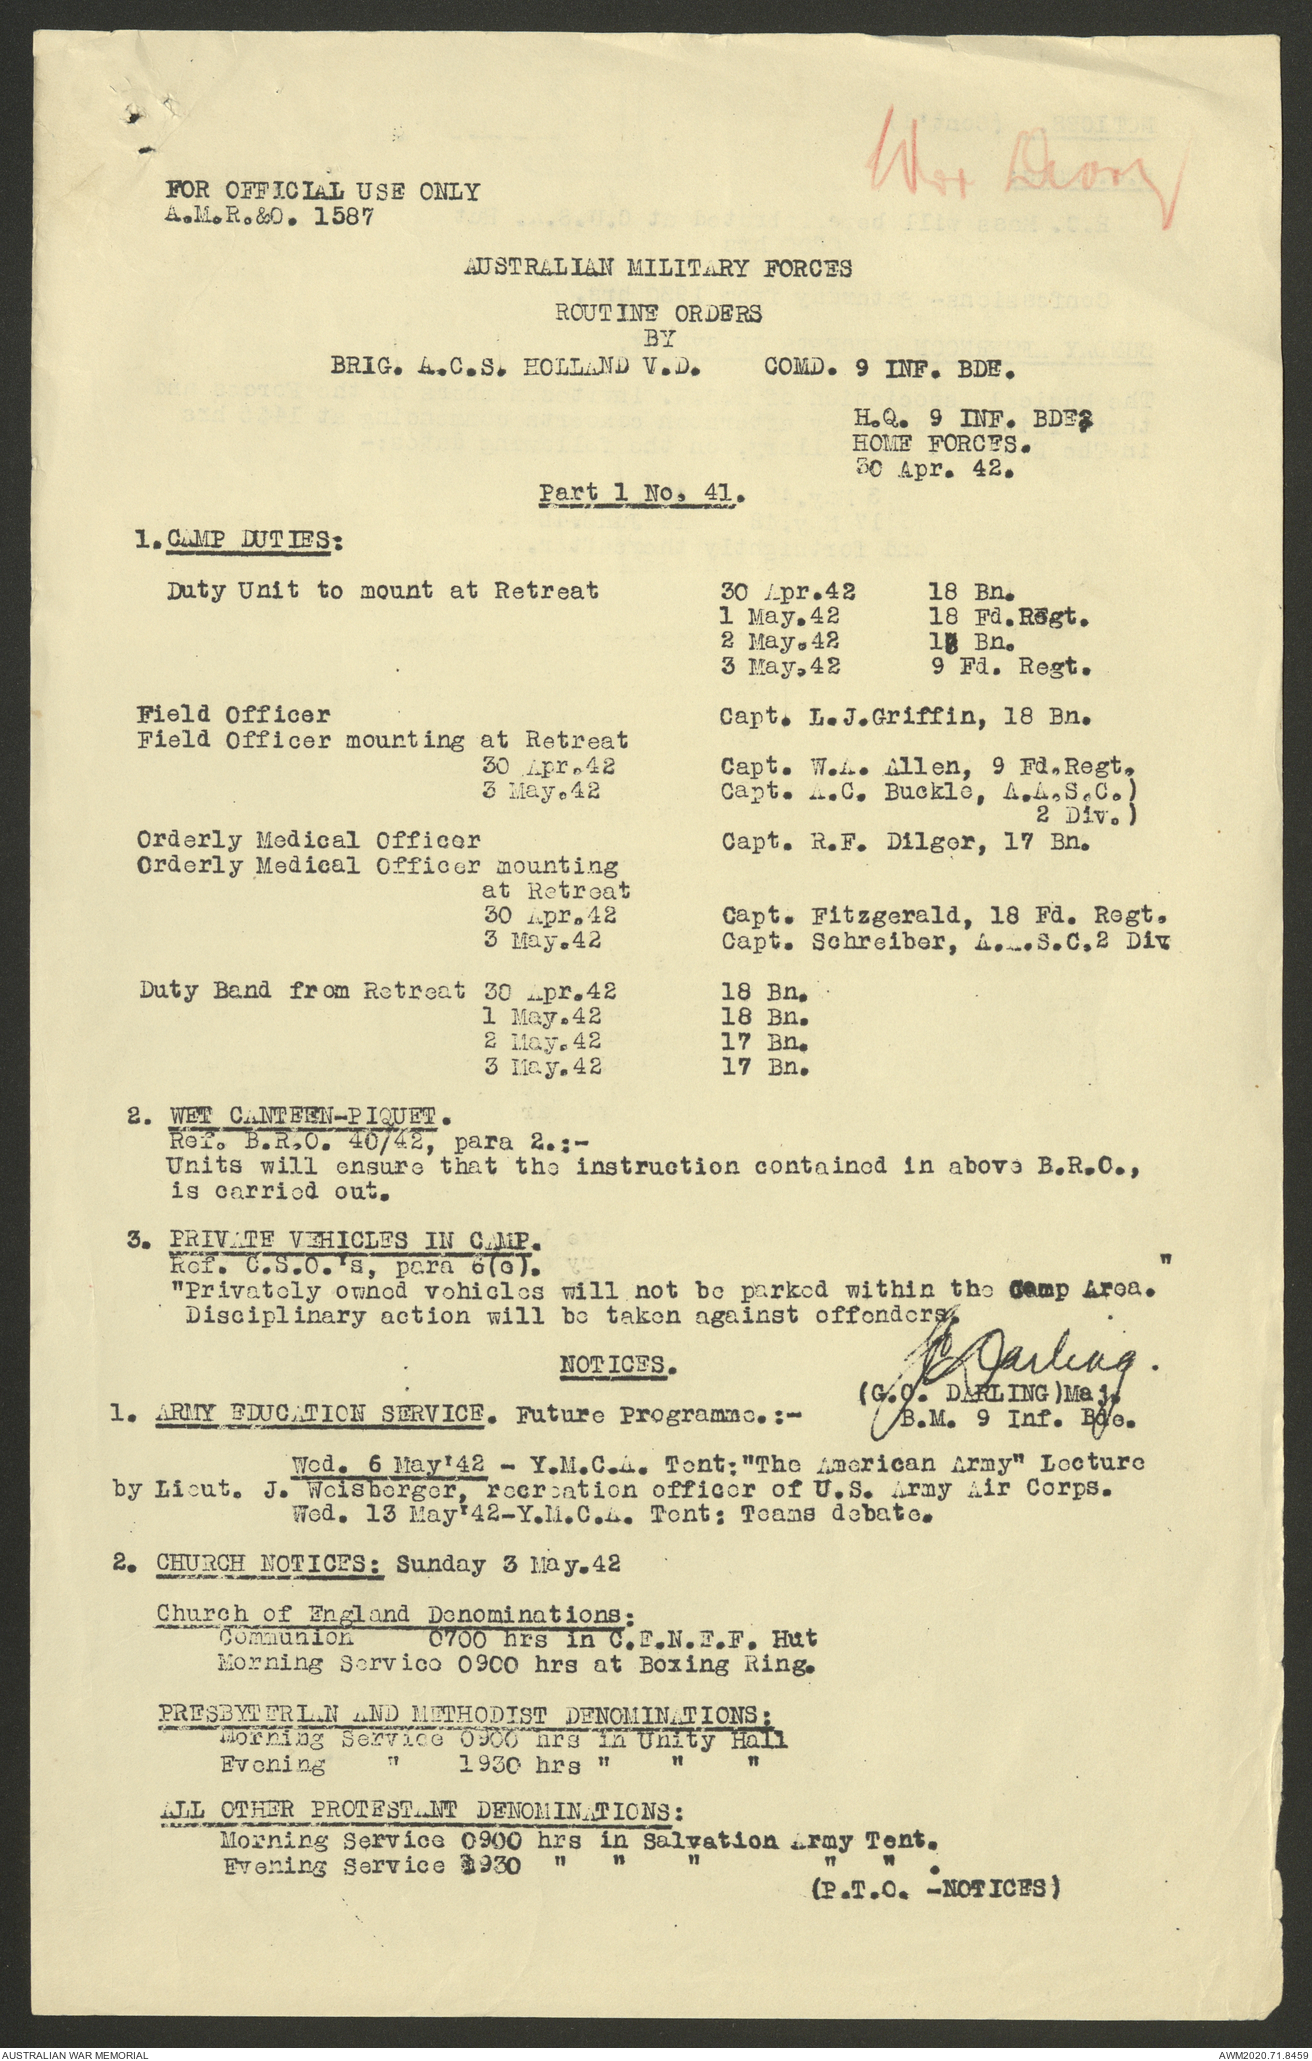 War Diary
FOR OFFICIAL USE ONLY
A.M.R.&O. 1587
AUSTRALIAN MILITARY FORCES
ROUTINE ORDERS
BY
BRIG. A.C.S. HOLLAND V.D. COMD. 9 INF. BDE.
H.Q. 9 INF. BDE,
HOME FORCES.
30 Apr. 42.
Part 1 No. 41.
1. CAMP DUTIES:
Duty Unit to mount at Retreat 30 Apr.42 18 Bn.
1 May.42 18 Fd.Regt.
2 May.42 Bn.
3 May.42 9 Fd. Regt.
Field Officer Capt. L.J.Griffin, 18 Bn.
Field Officer mounting at Retreat
30 Apr.42 Capt. W.A. Allen, 9 Fd.Regt.
3 May.42 Capt. A.C. Buckle, A.A.S.C.)
2 Div.)
Orderly Medical Officer Capt. R.F. Dilger, 17 Bn.
Orderly Medical Officer mounting
at Retreat
30 Apr.42 Capt. Fitzgerald, 18 Fd. Regt.
3 May.42 Capt. Schreiber, A.A.S.C.2 Div
Duty Band from Retreat 30 Apr.42 18 Bn.
1 May.42 18 Bn.
2 May.42 17 Bn.
3 May.42 17 Bn.
2. WET CANTEEN-PIQUET.
Ref. B.R.O. 40/42, para 2.:-
Units will ensure that the instruction contained in above B.R.O.,
is carried out.
3. PRIVATE VEHICLES IN CAMP.
Ref. C.S.O.'s, para 6(e).
"Privately owned vehicles will not be parked within the Camp Area."
Disciplinary action will be taken against offenders.
G C Darling.
NOTICES.
(G.C. DARLING)Maj.
B.M. 9 Inf. Bde.
1. ARMY EDUCATION SERVICE. Future Programme.:-
Wed. 6 May'42 - Y.M.C.A. Tent:"The American Army" Lecture
by Lieut. J. Weisberger, recreation officer of U.S. Army Air Corps.
Wed. 13 May'42-Y.M.C.A. Tent: Teams debate.
2. CHURCH NOTICES: Sunday 3 May.42
Church of England Denominations:
Communion 0700 hrs in C.E.N.E.F. Hut
Morning Service 0900 hrs at Boxing Ring.
PRESBYTERIAN AND METHODIST DENOMINATIONS:
Morning Service 0900 hrs in Unity Hall
Evening " 1930 hrs " " "
ALL OTHER PROTESTANT DENOMINATIONS:
Morning Service 0900 hrs in Salvation Army Tent.
Evening Service 1930 " " " " " .
(P.T.O. -NOTICES)
AUSTRALIAN WAR MEMORIAL
AWM2020.71.8459